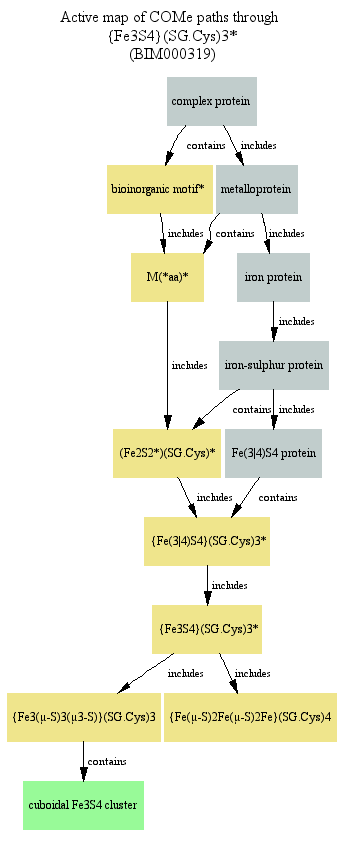 Active map of COMe paths through
{Fe3S4}(SG.Cys)3*
(BIM000319)
complex protein
contains
includes
bioinorganic motif*
metalloprotein
includes
contains
includes
M(*aa)*
iron protein
includes
includes
iron-sulphur protein
contains
includes
(Fe2S2*)(SG.Cys)*
Fe(3|4)S4 protein
includes
contains
{Fe(3|4)S4}(SG.Cys)3*
includes
{Fe3S4}(SG.Cys)3*
includes
includes
{Fe3(μ-S)3(μ3-S)}(SG.Cys)3
{Fe(μ-S)2Fe(μ-S)2Fe}(SG.Cys)4
contains
cuboidal Fe3S4 cluster